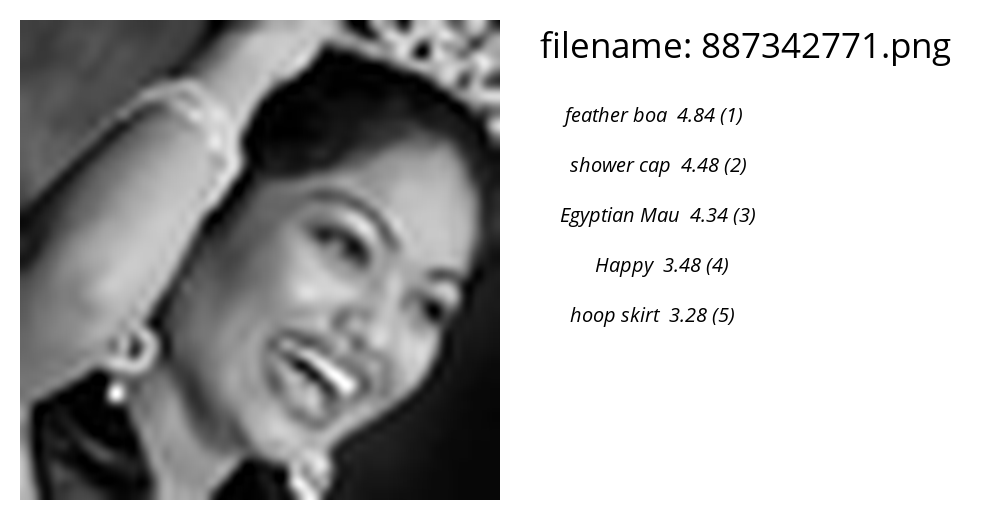 filename: 887342771.png
feather boa 4.84 (1)
shower cap 4.48 (2)
Egyptian Mau 4.34 (3)
Happy 3.48 (4)
hoop skirt 3.28 (5)